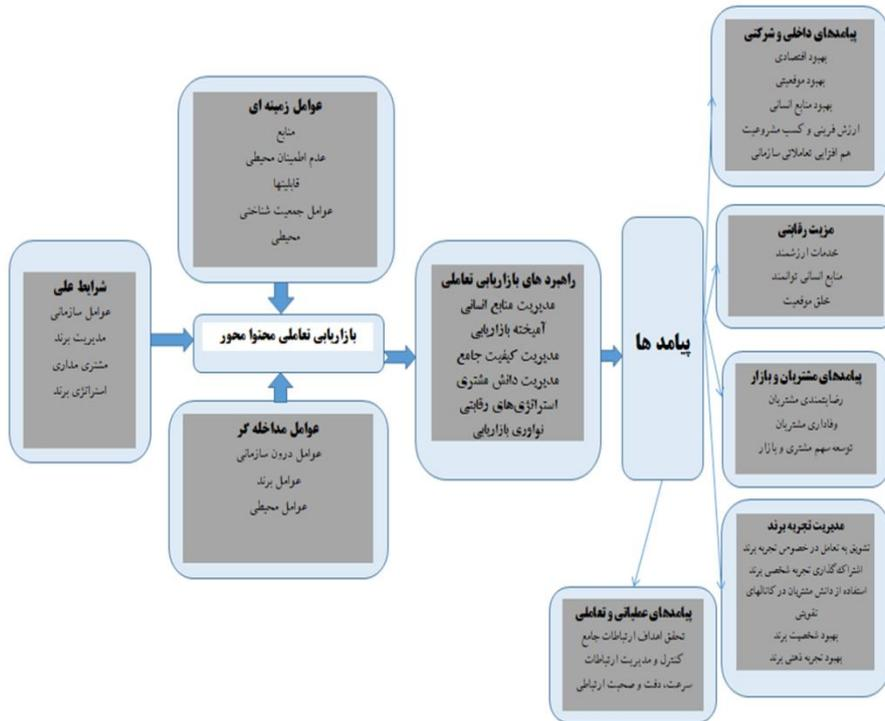 شرایط علی
عوامل سازمانی
مدیریت برند
مشتری مداری
استراتژی برند
عوامل زمینه ای
منابع
عدم اطمینان محیطی
قابلیتها
عوامل جمعیت شناختی
محیطی
بازاریابی تعاملی محتوا محور
عوامل مداخله گر
عوامل درون سازمانی
عوامل برند
عوامل محیطی
راهبرد های بازاریابی تعاملی
مدیریت منابع انسانی
آمیخته بازاریابی
مدیریت کیفیت جامع
مدیریت دانش مشتری
استراتژی‌های رقابتی
نواوری بازاریابی
پیامد ها
پیامدهای داخلی و شرکتی
بهبود اقتصادی
بهبود موقعیتی
بهبود منابع انسانی
ارزش فرینی و کسب مشروعیت
هم افزایی تعاملاتی سازمانی
مزیت رقابتی
خدمات ارزشمند
منابع انسانی توانمند
خلق موقعیت
پیامدهای مشتریان و بازار
رضایتمندی مشتریان
وفاداری مشتریان
توسعه سهم مشتری و بازار
مدیریت تجربه برند
تشویق به تعامل در خصوص تجربه برند
اشتراک‌گذاری تجربه شخصی برند
استفاده از دانش مشتریان در کانالهای
تقویتی
بهبود شخصیت برند
بهبود تجربه ذهنی برند
پیامدهای عملیاتی و تعاملی
تحقق اهداف ارتباطات جامع
کنترل و مدیریت ارتباطات
سرعت، دقت و صحبت ارتباطی